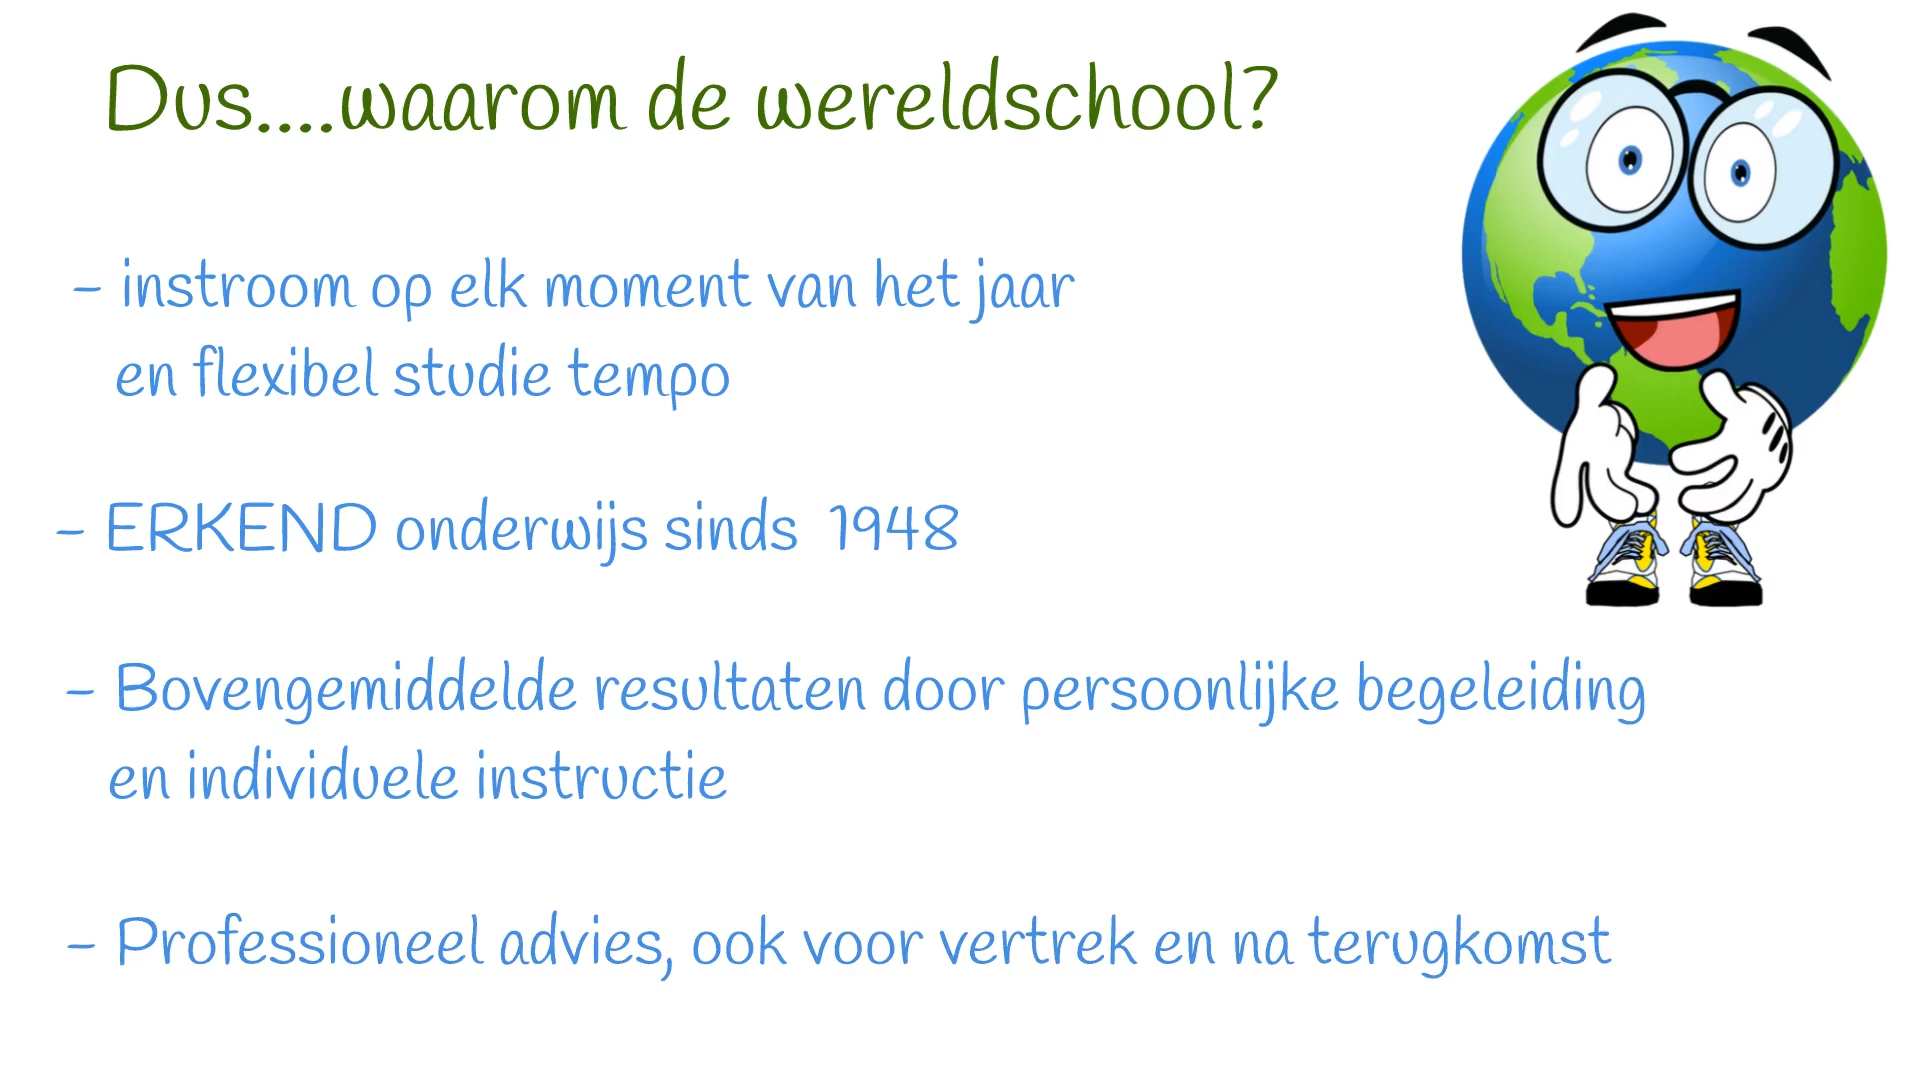 Dus....waarom de wereldschool?
- instroom op elk moment van het jaar
en flexibel studie tempo
- ERKEND onderwijs sinds 1948
- Bovengemiddelde resultaten door persoonlijke begeleiding
en individuele instructie
- Professioneel advies, ook voor vertrek en na terugkomst